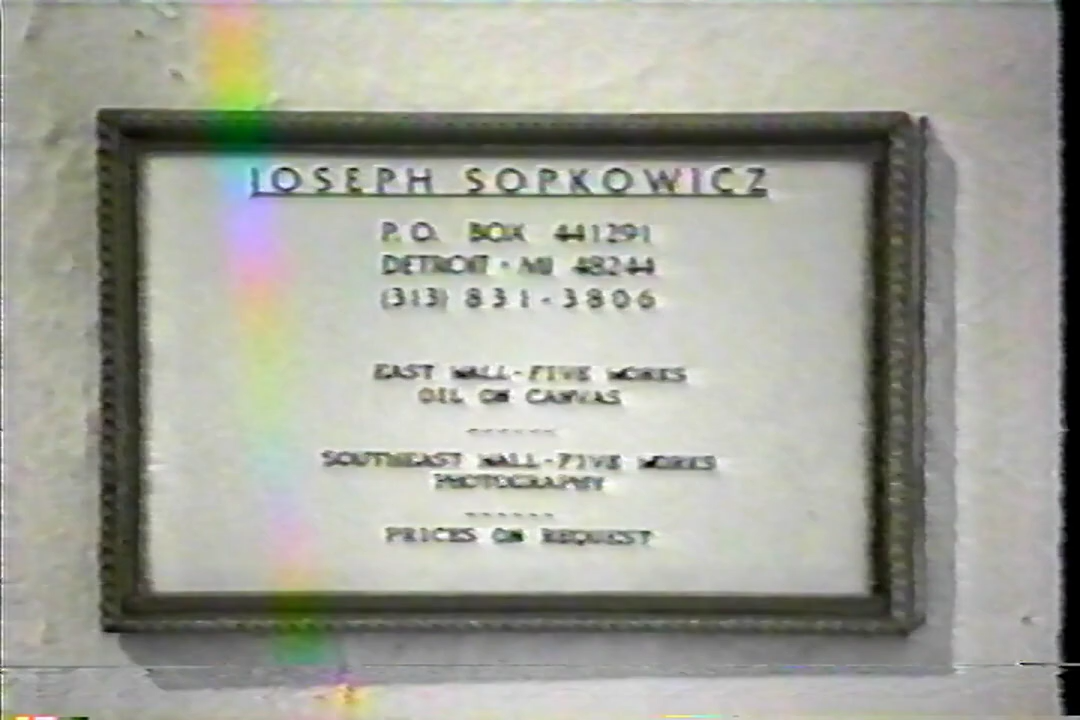 JOSEPH SOPKOWICZ
P.O. BOX 441291
DETROIT · MI 48244
(313) 831-3806
EAST WALL-FIVE WORKS
OIL ON CANVAS
------
SOUTHEAST WALL-FIVE WORKS
PHOTOGRAPHY
------
PRICES ON REQUEST